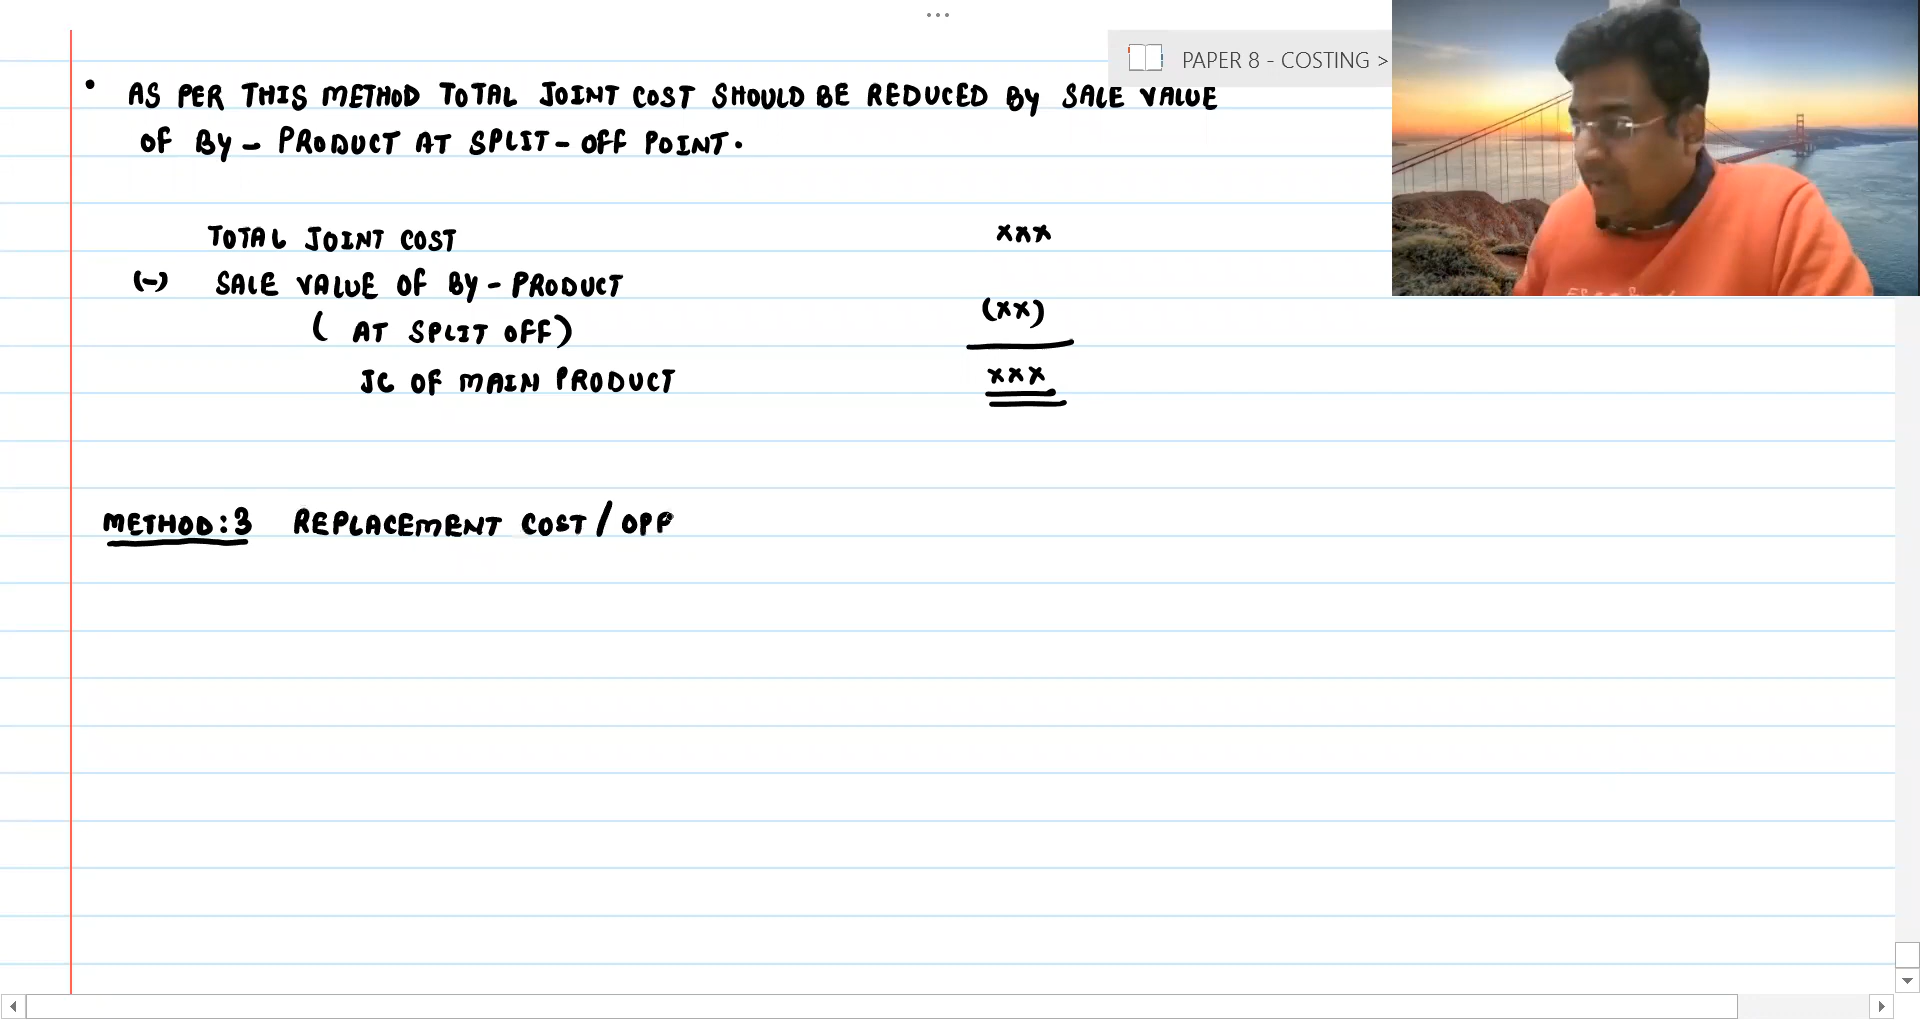 PAPER 8 - COSTING >
• AS PER THIS METHOD TOTAL JOINT COST SHOULD BE REDUCED BY SALE VALUE
OF BY - PRODUCT AT SPLIT - OFF POINT.
TOTAL JOINT COST xxx
(-) SALE VALUE OF BY - PRODUCT
( AT SPLIT OFF) (xx)
JC OF MAIN PRODUCT xxx
METHOD:3 REPLACEMENT COST / OPP